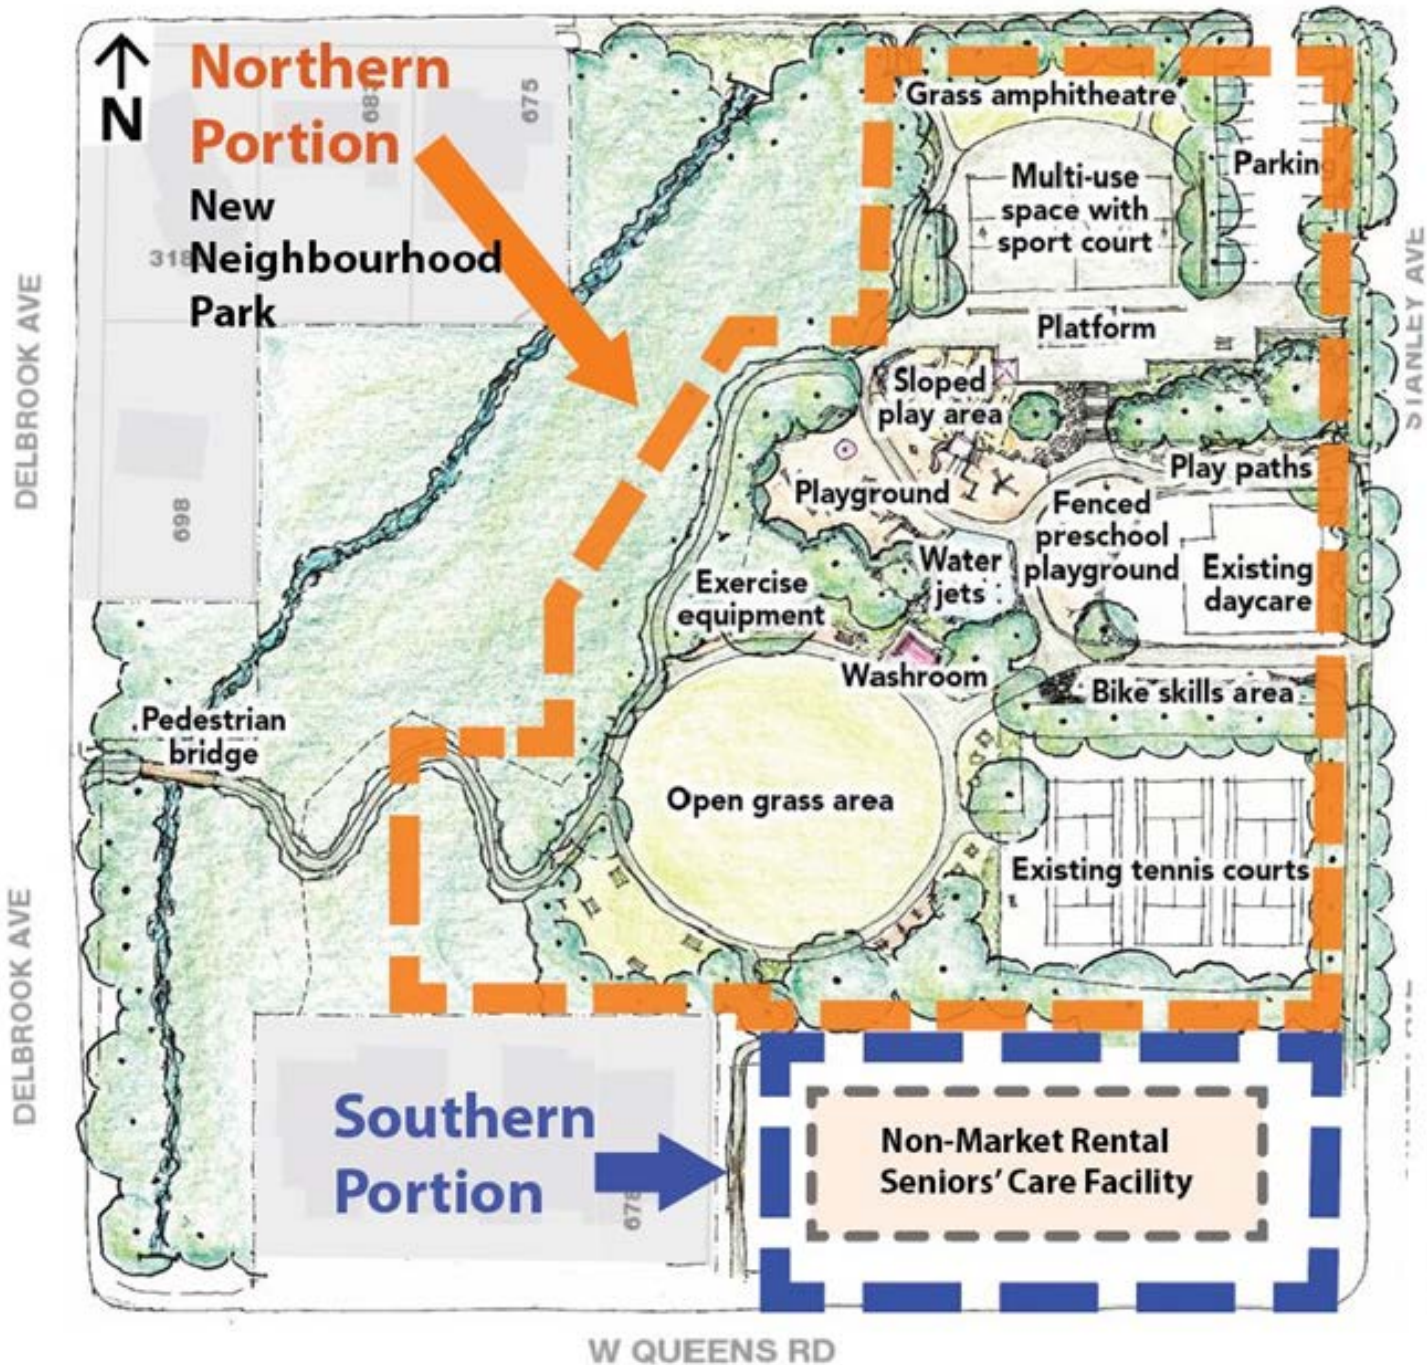 N
Northern
Portion
New
Neighbourhood
Park
675
698
DELBROOK AVE
DELBROOK AVE
STANLEY AVE
Grass amphitheatre
Parking
Multi-use
space with
sport court
Platform
Sloped
play area
Play paths
Playground
Fenced
preschool
playground
Water
jets
Existing
daycare
Exercise
equipment
Washroom
Bike skills area
Pedestrian
bridge
Open grass area
Existing tennis courts
Southern
Portion
Non-Market Rental
Seniors' Care Facility
W QUEENS RD